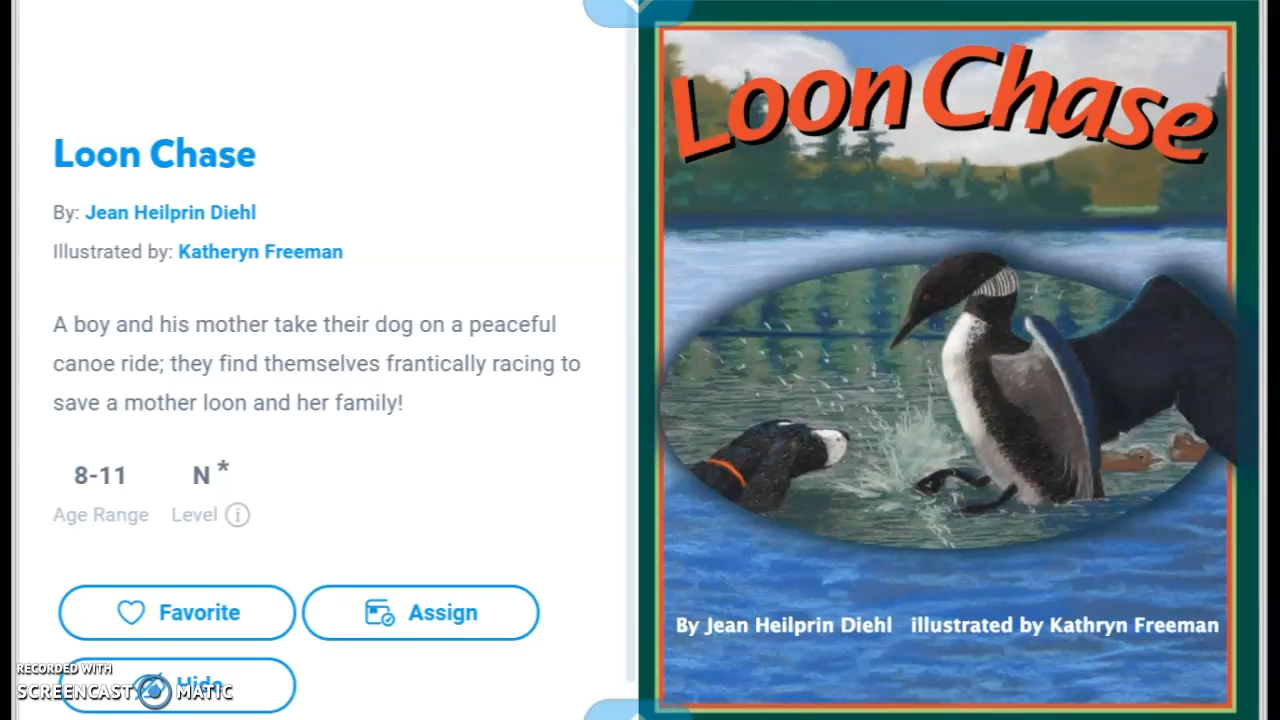 Loon Chase
By: Jean Heilprin Diehl
Illustrated by: Katheryn Freeman
A boy and his mother take their dog on a peaceful
canoe ride; they find themselves frantically racing to
save a mother loon and her family!
8-11 N *
Age Range Level i
Favorite Assign
Hide
RECORDED WITH
SCREENCAST MATIC
Loon Chase
By Jean Heilprin Diehl illustrated by Kathryn Freeman